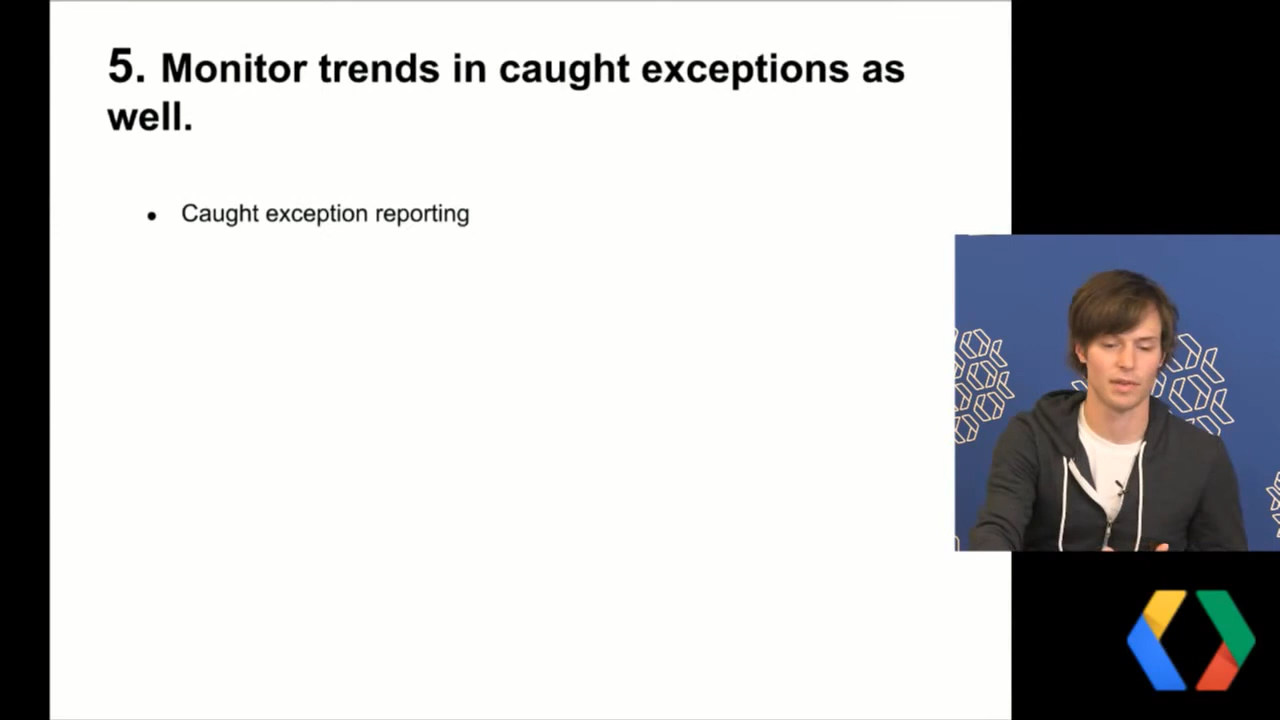 5. Monitor trends in caught exceptions as
well.
• Caught exception reporting